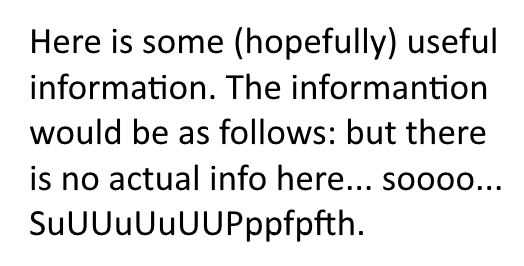 Here is some (hopefully) useful
information. The informantion
would be as follows: but there
is no actual info here... soooo...
SuUUuUuUUPppfpfth.